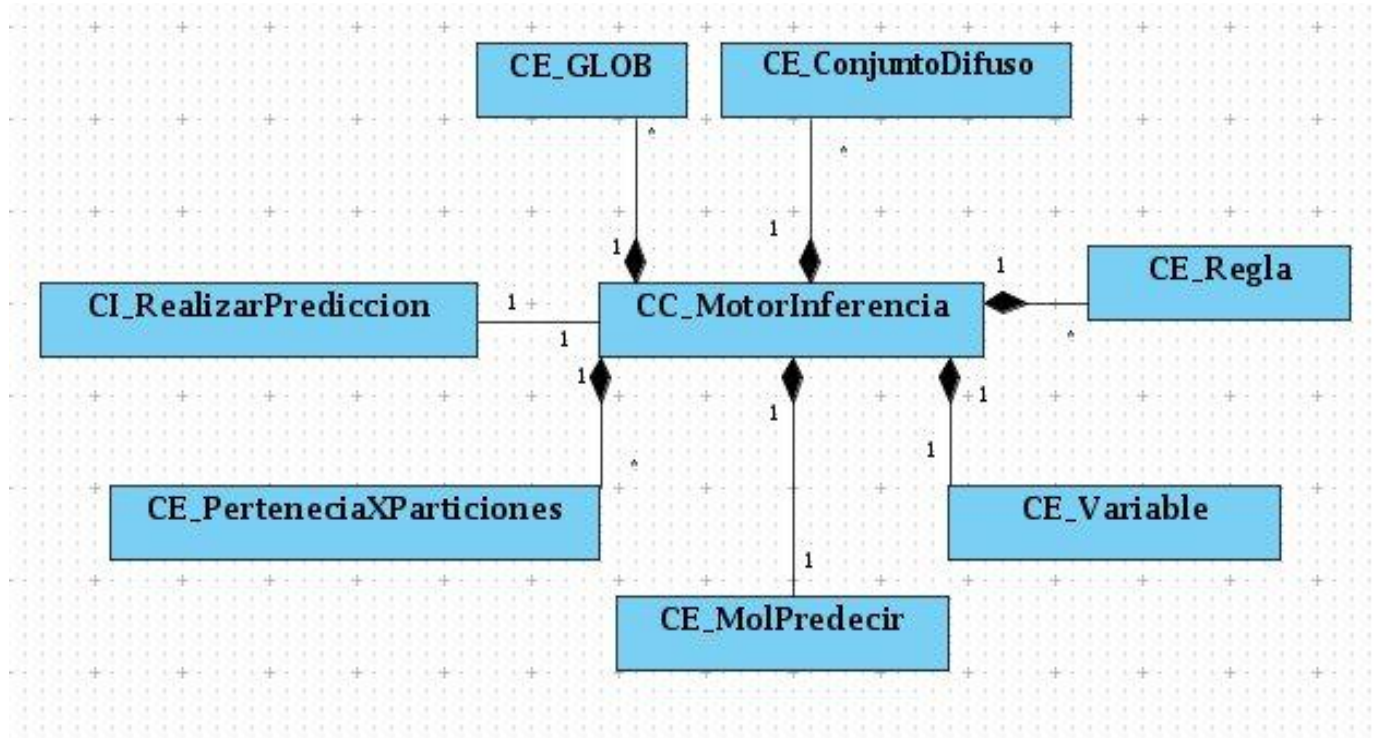 CE_GLOB
CE_ConjuntoDifuso
*
*
1
1
1
CE_Regla
CI_RealizarPrediccion
1
CC_MotorInferencia
1
*
1
1
1
1
*
1
CE_PerteneciaXParticiones
CE_Variable
1
CE_MolPredecir